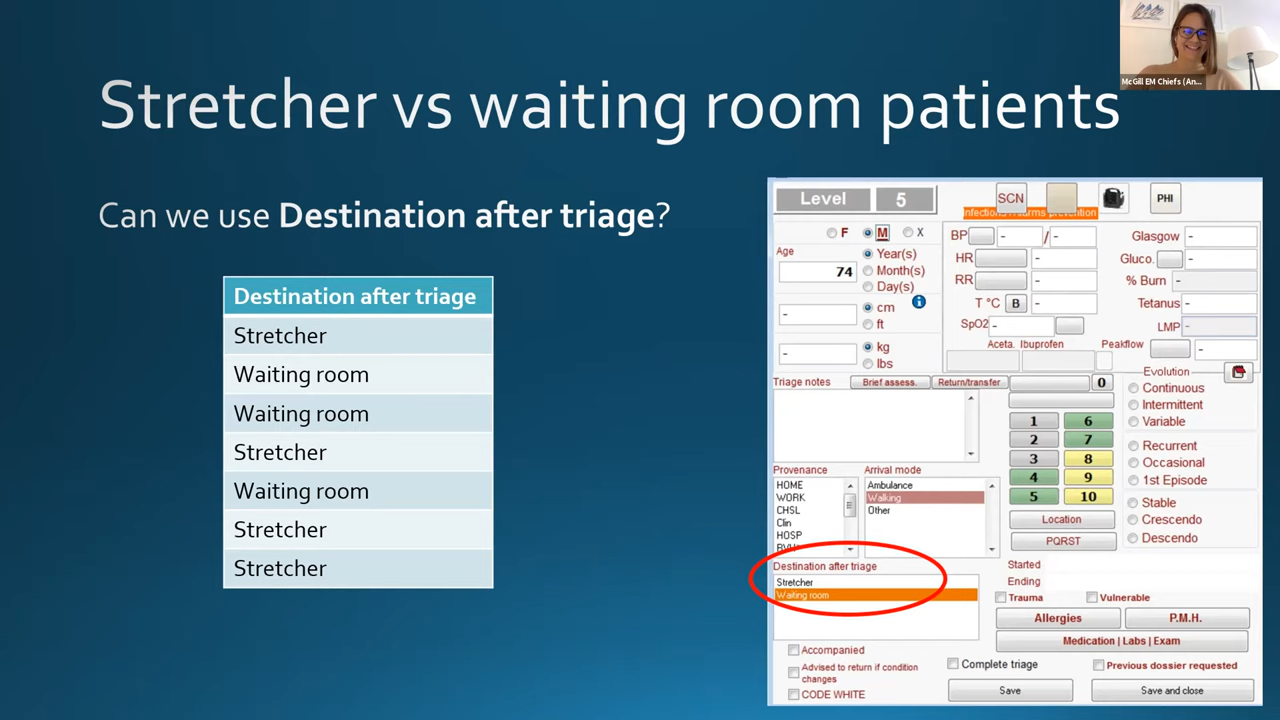 McGill EM Chiefs (An...
Stretcher vs waiting room patients
Can we use Destination after triage?
Destination after triage
Stretcher
Waiting room
Waiting room
Stretcher
Waiting room
Stretcher
Stretcher
Level 5
SCN
PHI
Infections / Alarms prevention
F M X
Age
74
Year(s)
Month(s)
Day(s)
-
cm
ft
-
kg
lbs
BP - / -
HR -
RR -
T °C B -
SpO2 -
Aceta. Ibuprofen
Peakflow -
Glasgow -
Gluco. -
% Burn -
Tetanus -
LMP -
Triage notes
Brief assess.
Return/transfer
0
1 6
2 7
3 8
4 9
5 10
Location
PQRST
Evolution
Continuous
Intermittent
Variable
Recurrent
Occasional
1st Episode
Stable
Crescendo
Descendo
Provenance
HOME
WORK
CHSL
Clin
HOSP
Arrival mode
Ambulance
Walking
Other
Destination after triage
Stretcher
Waiting room
Started
Ending
Trauma
Vulnerable
Allergies
P.M.H.
Medication | Labs | Exam
Accompanied
Advised to return if condition
changes
CODE WHITE
Complete triage
Previous dossier requested
Save
Save and close